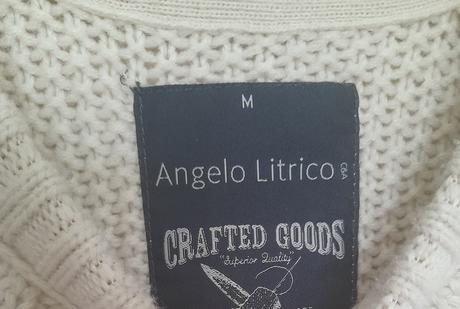 M
Angelo Litrico C&A
CRAFTED GOODS
"Superior Quality"